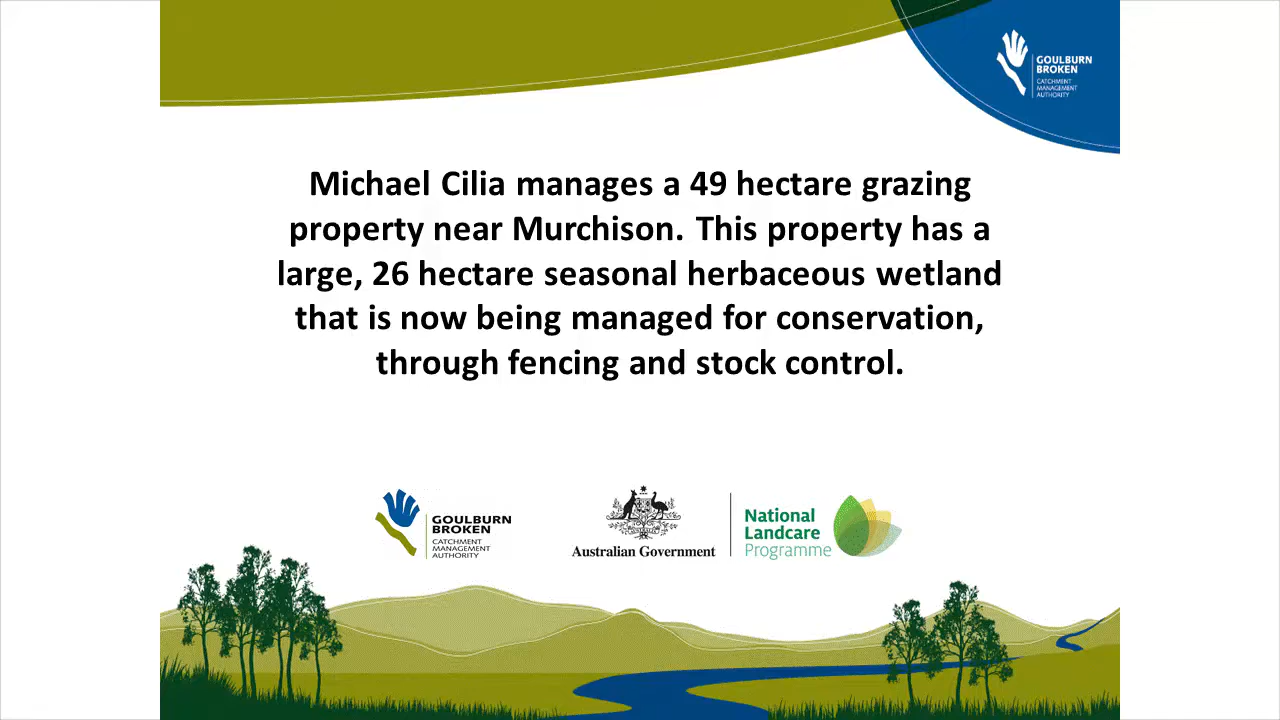 GOULBURN
BROKEN
CATCHMENT
MANAGEMENT
AUTHORITY
Michael Cilia manages a 49 hectare grazing
property near Murchison. This property has a
large, 26 hectare seasonal herbaceous wetland
that is now being managed for conservation,
through fencing and stock control.
GOULBURN
BROKEN
CATCHMENT
MANAGEMENT
AUTHORITY
Australian Government
National
Landcare
Programme